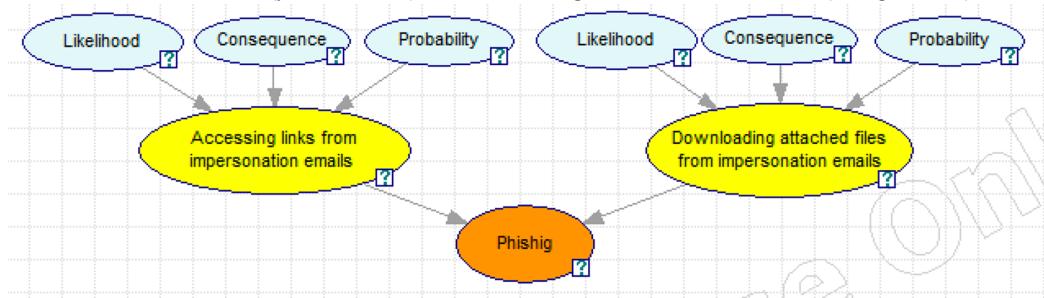 Likelihood
Consequence
Probability
Likelihood
Consequence
Probability
?
?
?
?
?
?
Accessing links from
impersonation emails
?
Downloading attached files
from impersonation emails
?
Phishig
?